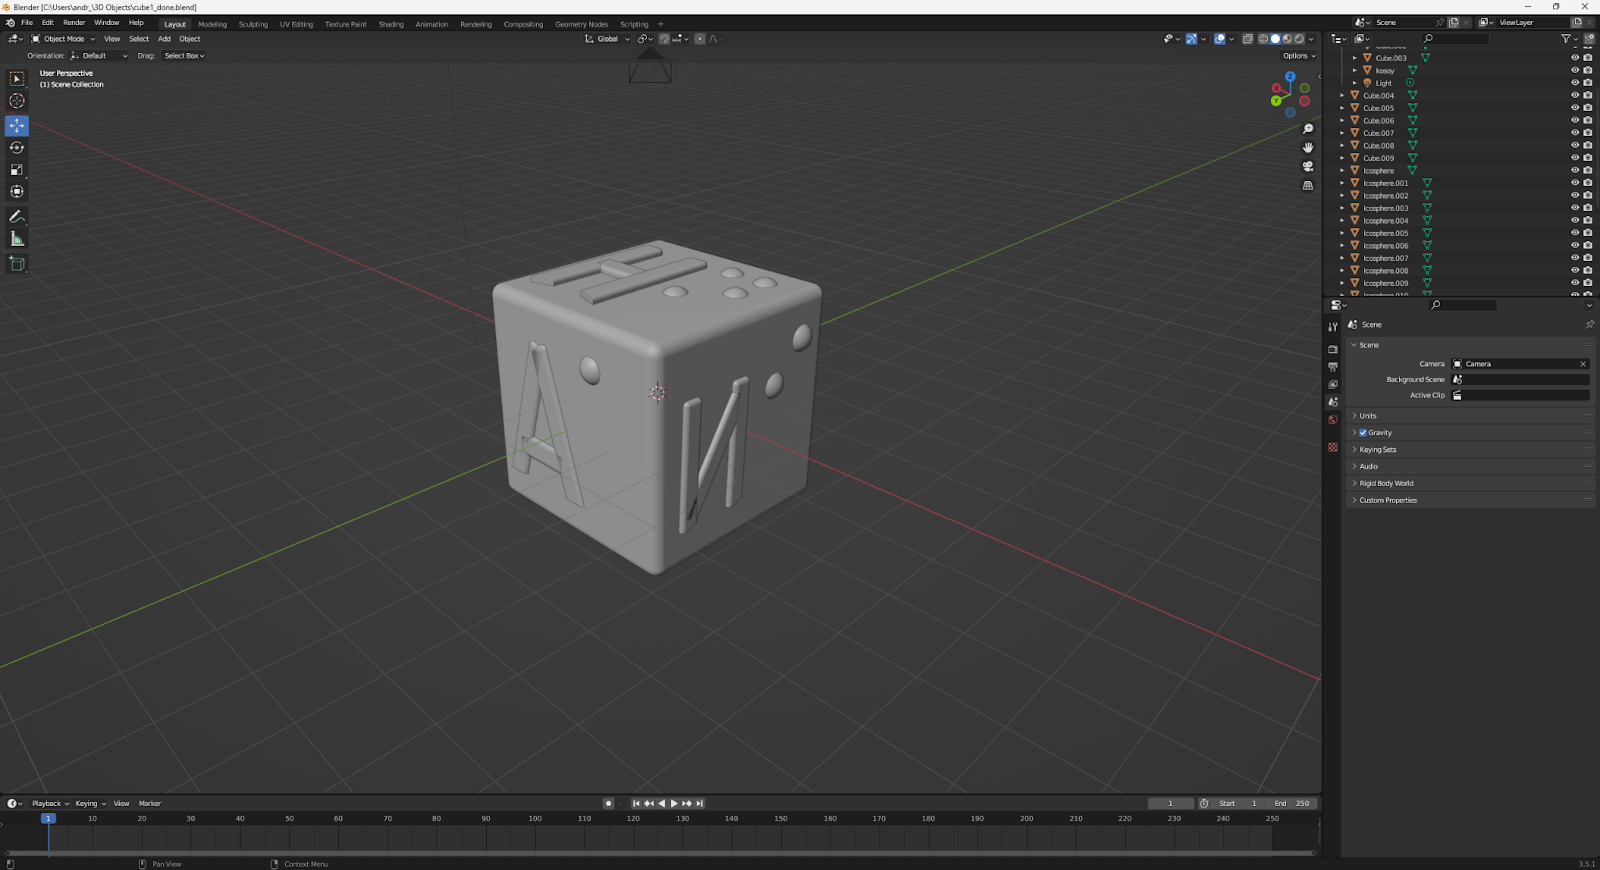 Blender [C:\Users\andr_\3D Objects\cube1_done.blend]
File Edit Render Window Help Layout Modeling Sculpting UV Editing Texture Paint Shading Animation Rendering Compositing Geometry Nodes Scripting + Scene ViewLayer
Object Mode View Select Add Object Global
Orientation: Default Drag: Select Box Options
User Perspective
(1) Scene Collection
Z
X
Y
Cube.003
kosoy
Light
Cube.004
Cube.005
Cube.006
Cube.007
Cube.008
Cube.009
Icosphere
Icosphere.001
Icosphere.002
Icosphere.003
Icosphere.004
Icosphere.005
Icosphere.006
Icosphere.007
Icosphere.008
Icosphere.009
А И Н
Scene
Scene
Camera Camera
Background Scene
Active Clip
Units
Gravity
Keying Sets
Audio
Rigid Body World
Custom Properties
Playback Keying View Marker 1 Start 1 End 250
1 10 20 30 40 50 60 70 80 90 100 110 120 130 140 150 160 170 180 190 200 210 220 230 240 250
Pan View Context Menu 3.5.1